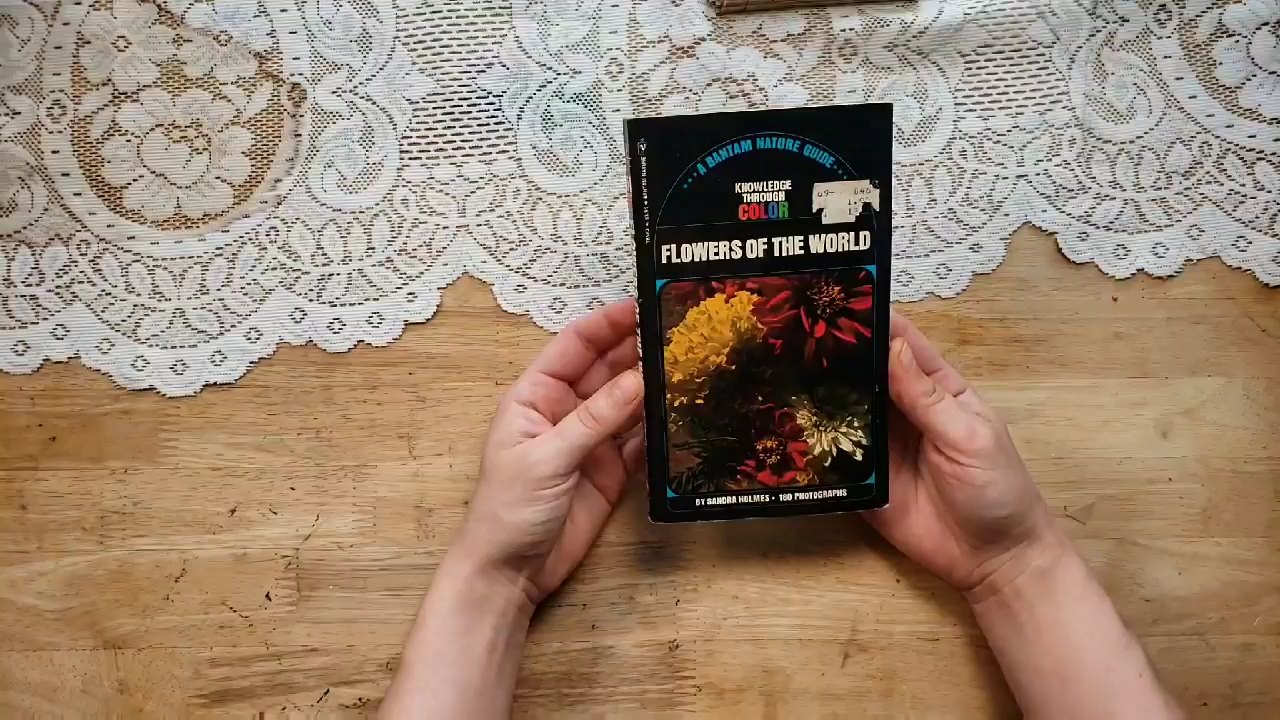 • • • A BANTAM NATURE GUIDE • • •
KNOWLEDGE
THROUGH
COLOR
FLOWERS OF THE WORLD
BY SANDRA HOLMES • 160 PHOTOGRAPHS